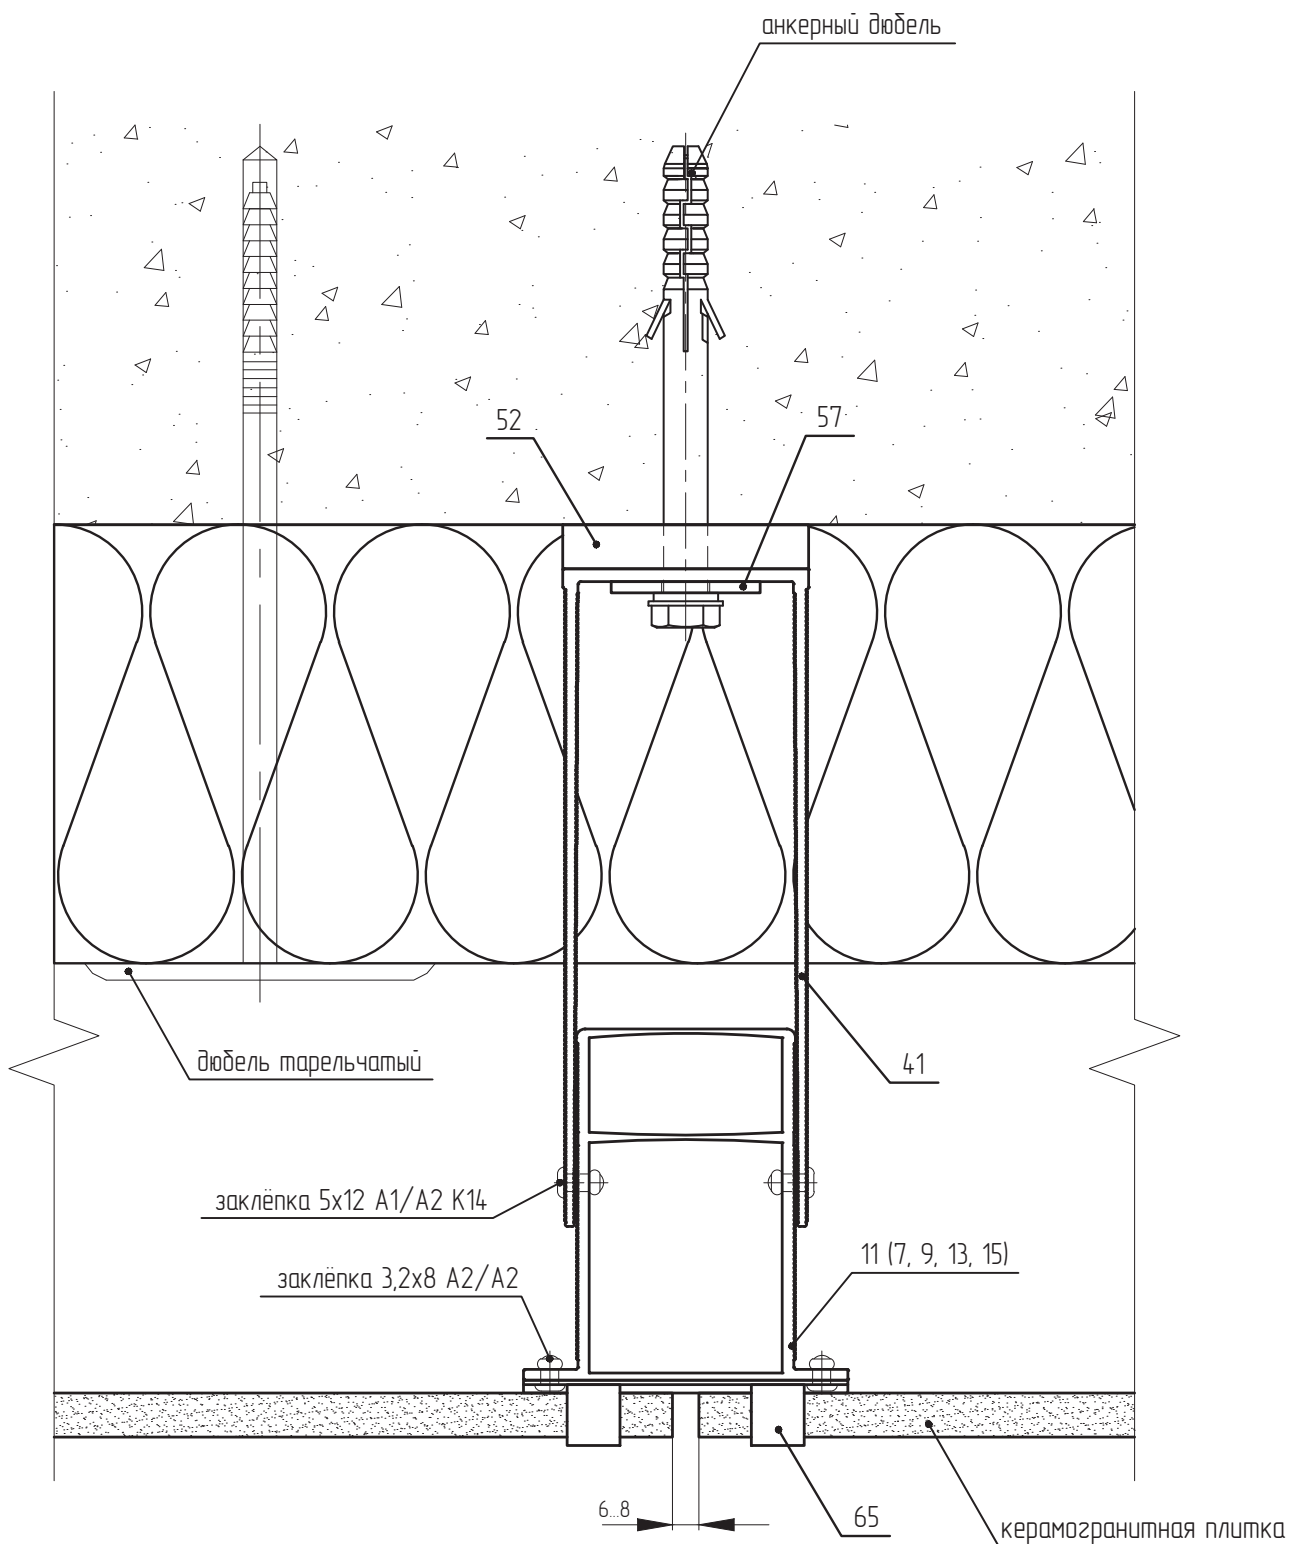 анкерный дюбель
52
57
дюбель тарельчатый
41
заклёпка 5х12 А1/А2 К14
11 (7, 9, 13, 15)
заклёпка 3,2х8 А2/А2
6...8
65
керамогранитная плитка